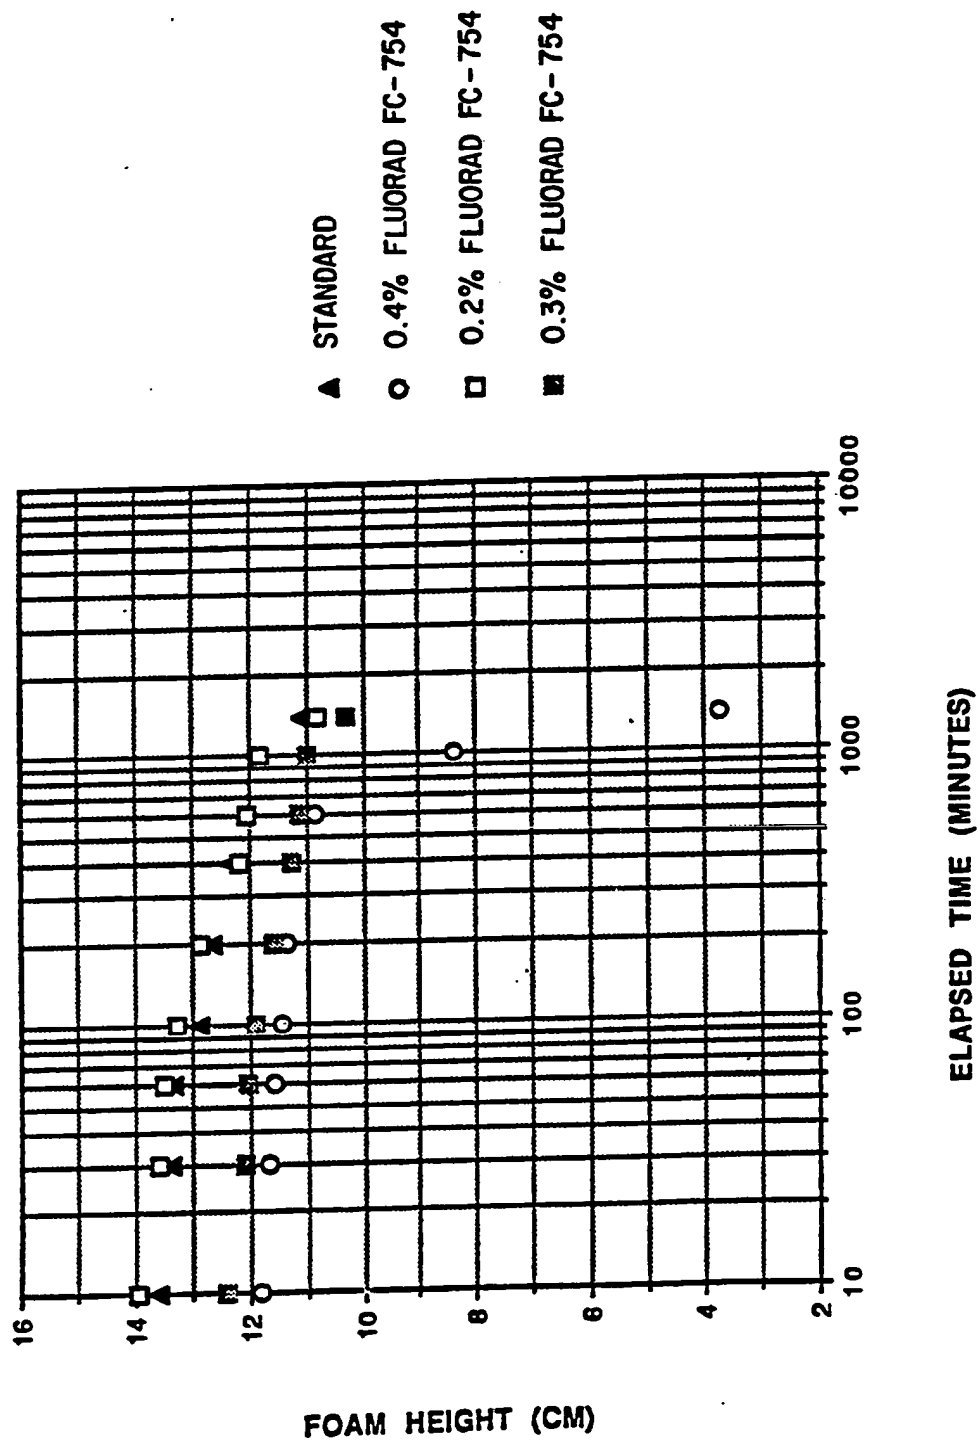 FOAM HEIGHT (CM)
16
14
12
10
8
6
4
2
10
100
1000
10000
ELAPSED TIME (MINUTES)
STANDARD
0.4% FLUORAD FC-754
0.2% FLUORAD FC-754
0.3% FLUORAD FC-754